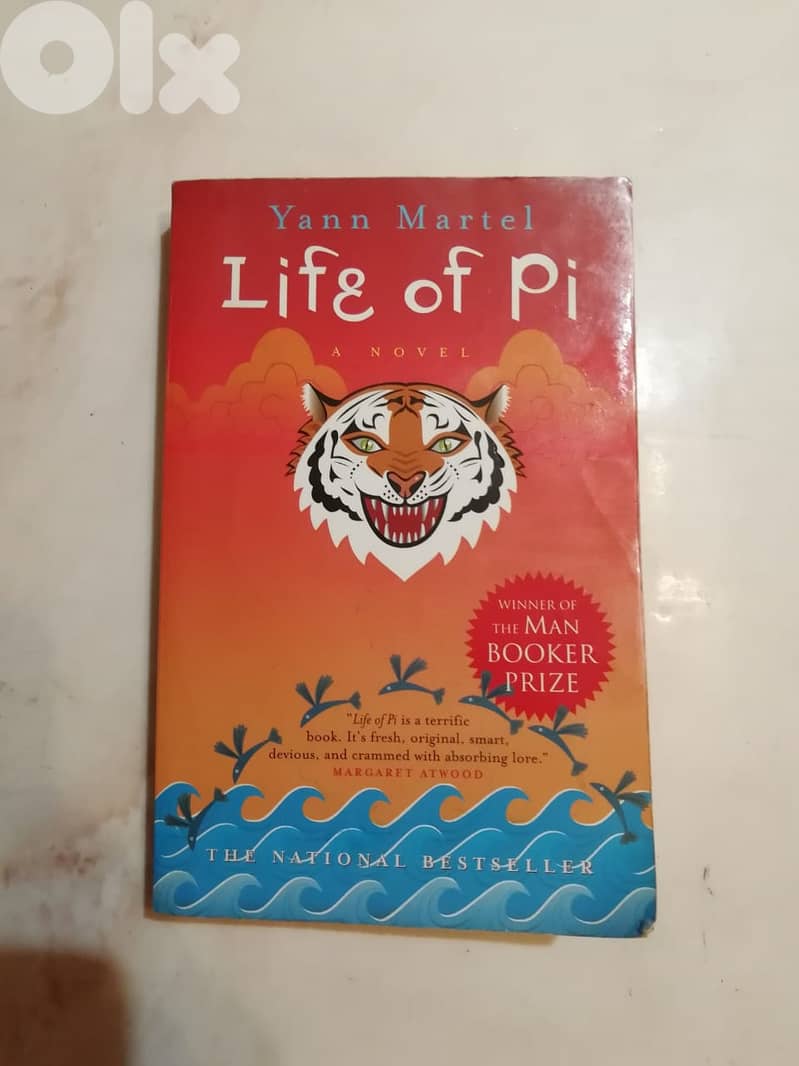 Olx
Yann Martel
Life of Pi
A NOVEL
WINNER OF
THE MAN
BOOKER
PRIZE
"Life of Pi is a terrific
book. It's fresh, original, smart,
devious, and crammed with absorbing lore."
MARGARET ATWOOD
THE NATIONAL BESTSELLER